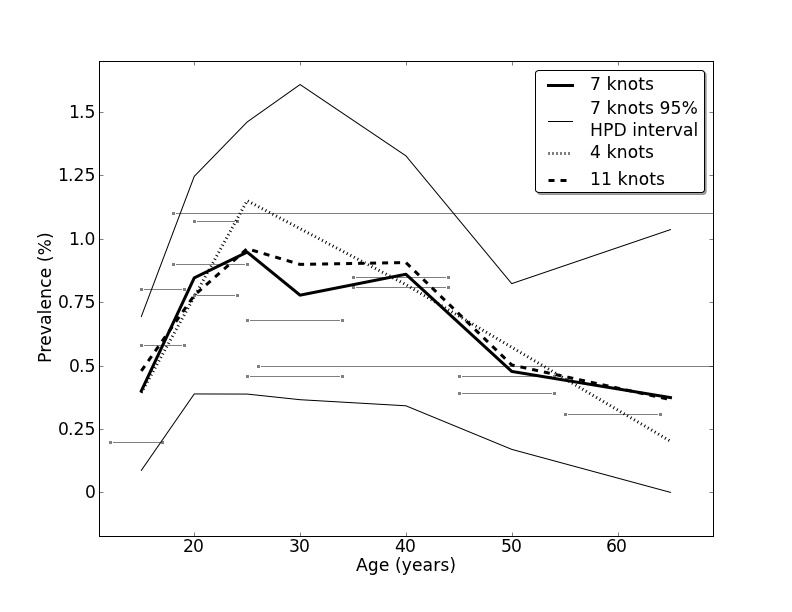 7 knots
7 knots 95%
HPD interval
4 knots
11 knots
1.5
1.25
1.0
0.75
0.5
0.25
0
Prevalence (%)
20 30 40 50 60
Age (years)